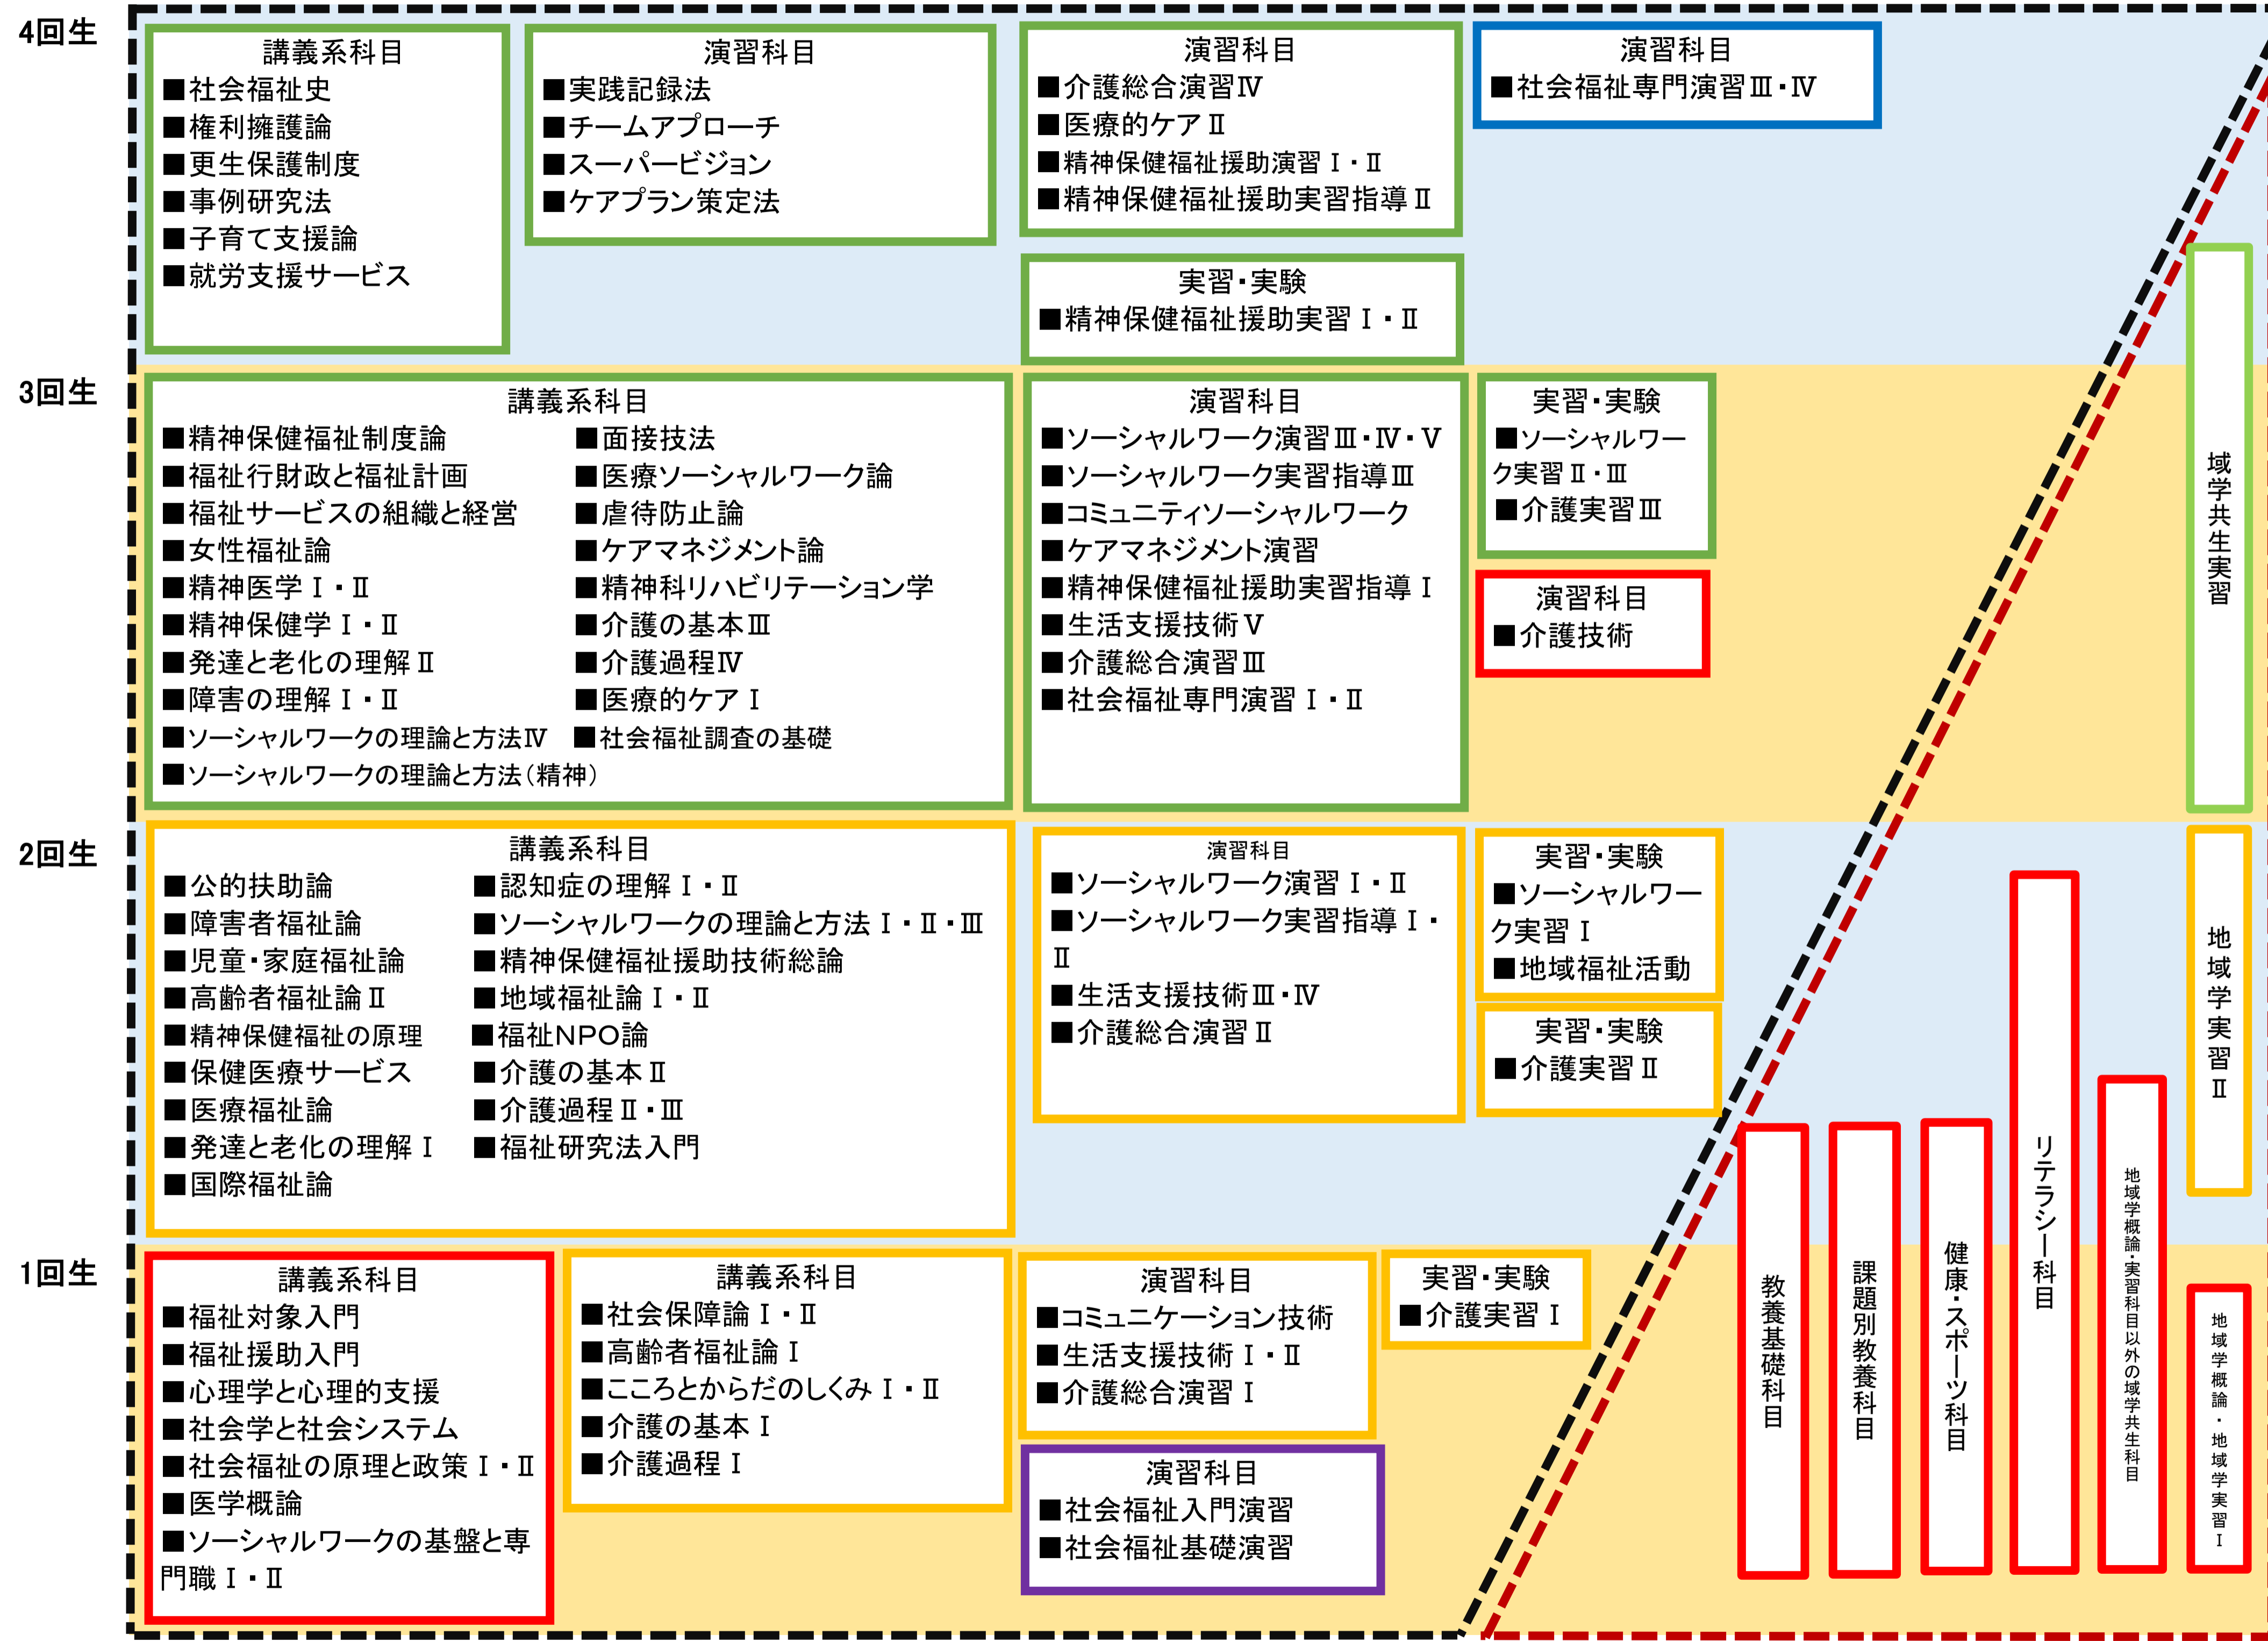 4回生
講義系科目
■社会福祉史
■権利擁護論
■更生保護制度
■事例研究法
■子育て支援論
■就労支援サービス
演習科目
■実践記録法
■チームアプローチ
■スーパービジョン
■ケアプラン策定法
演習科目
■介護総合演習Ⅳ
■医療的ケアⅡ
■精神保健福祉援助演習Ⅰ・Ⅱ
■精神保健福祉援助実習指導Ⅱ
実習・実験
■精神保健福祉援助実習Ⅰ・Ⅱ
演習科目
■社会福祉専門演習Ⅲ・Ⅳ
3回生
講義系科目
■精神保健福祉制度論
■福祉行財政と福祉計画
■福祉サービスの組織と経営
■女性福祉論
■精神医学Ⅰ・Ⅱ
■精神保健学Ⅰ・Ⅱ
■発達と老化の理解Ⅱ
■障害の理解Ⅰ・Ⅱ
■ソーシャルワークの理論と方法Ⅳ
■ソーシャルワークの理論と方法（精神）
■面接技法
■医療ソーシャルワーク論
■虐待防止論
■ケアマネジメント論
■精神科リハビリテーション学
■介護の基本Ⅲ
■介護過程Ⅳ
■医療的ケアⅠ
■社会福祉調査の基礎
演習科目
■ソーシャルワーク演習Ⅲ・Ⅳ・Ⅴ
■ソーシャルワーク実習指導Ⅲ
■コミュニティソーシャルワーク
■ケアマネジメント演習
■精神保健福祉援助実習指導Ⅰ
■生活支援技術Ⅴ
■介護総合演習Ⅲ
■社会福祉専門演習Ⅰ・Ⅱ
実習・実験
■ソーシャルワー
ク実習Ⅱ・Ⅲ
■介護実習Ⅲ
演習科目
■介護技術
域学共生実習
2回生
講義系科目
■公的扶助論
■障害者福祉論
■児童・家庭福祉論
■高齢者福祉論Ⅱ
■精神保健福祉の原理
■保健医療サービス
■医療福祉論
■発達と老化の理解Ⅰ
■国際福祉論
■認知症の理解Ⅰ・Ⅱ
■ソーシャルワークの理論と方法Ⅰ・Ⅱ・Ⅲ
■精神保健福祉援助技術総論
■地域福祉論Ⅰ・Ⅱ
■福祉NPO論
■介護の基本Ⅱ
■介護過程Ⅱ・Ⅲ
■福祉研究法入門
演習科目
■ソーシャルワーク演習Ⅰ・Ⅱ
■ソーシャルワーク実習指導Ⅰ・
Ⅱ
■生活支援技術Ⅲ・Ⅳ
■介護総合演習Ⅱ
実習・実験
■ソーシャルワー
ク実習Ⅰ
■地域福祉活動
実習・実験
■介護実習Ⅱ
地域学実習Ⅱ
1回生
講義系科目
■福祉対象入門
■福祉援助入門
■心理学と心理的支援
■社会学と社会システム
■社会福祉の原理と政策Ⅰ・Ⅱ
■医学概論
■ソーシャルワークの基盤と専
門職Ⅰ・Ⅱ
講義系科目
■社会保障論Ⅰ・Ⅱ
■高齢者福祉論Ⅰ
■こころとからだのしくみⅠ・Ⅱ
■介護の基本Ⅰ
■介護過程Ⅰ
演習科目
■コミュニケーション技術
■生活支援技術Ⅰ・Ⅱ
■介護総合演習Ⅰ
演習科目
■社会福祉入門演習
■社会福祉基礎演習
実習・実験
■介護実習Ⅰ
教養基礎科目
課題別教養科目
健康・スポーツ科目
リテラシー科目
地域学概論・実習科目以外の域学共生科目
地域学概論・地域学実習Ⅰ